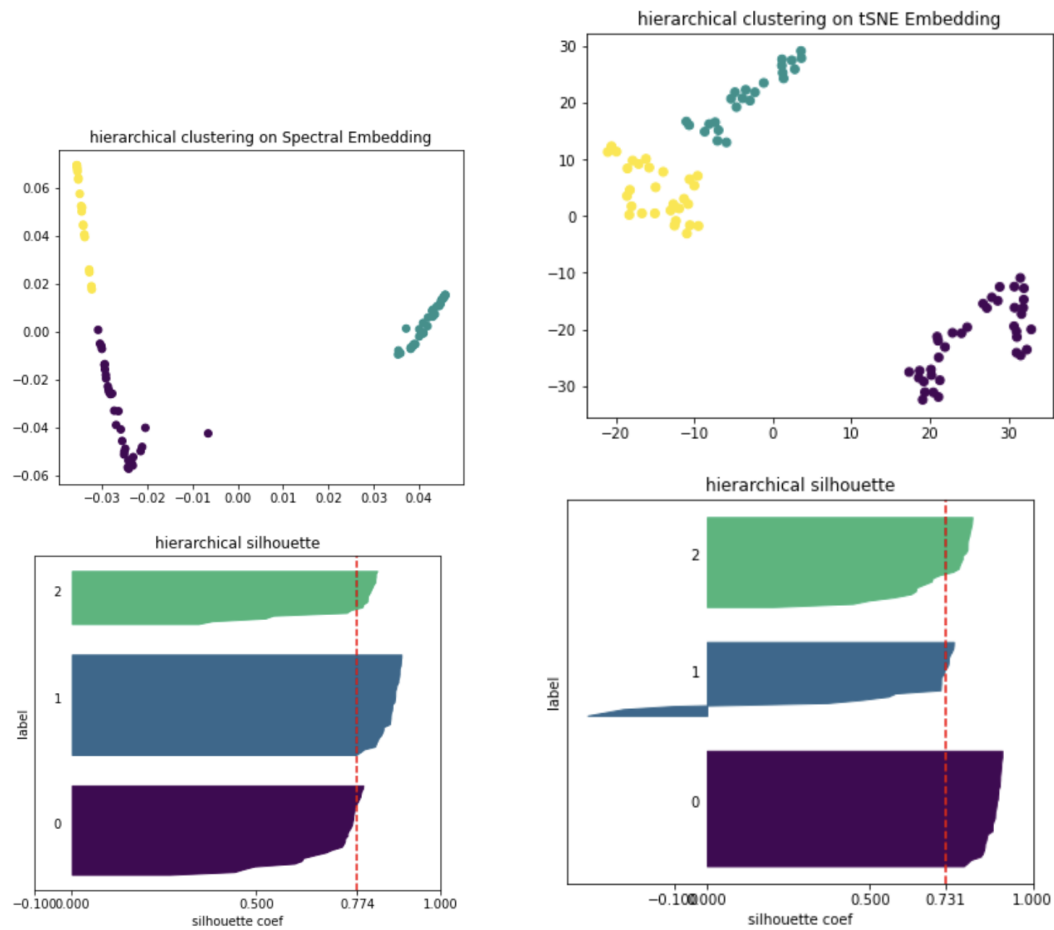 hierarchical clustering on Spectral Embedding
0.06
0.04
0.02
0.00
−0.02
−0.04
−0.06
−0.03 −0.02 −0.01 0.00 0.01 0.02 0.03 0.04
hierarchical clustering on tSNE Embedding
30
20
10
0
−10
−20
−30
−20 −10 0 10 20 30
hierarchical silhouette
2
1
0
label
−0.1000.000 0.500 0.774 1.000
silhouette coef
hierarchical silhouette
2
1
0
label
−0.1000.000 0.500 0.731 1.000
silhouette coef